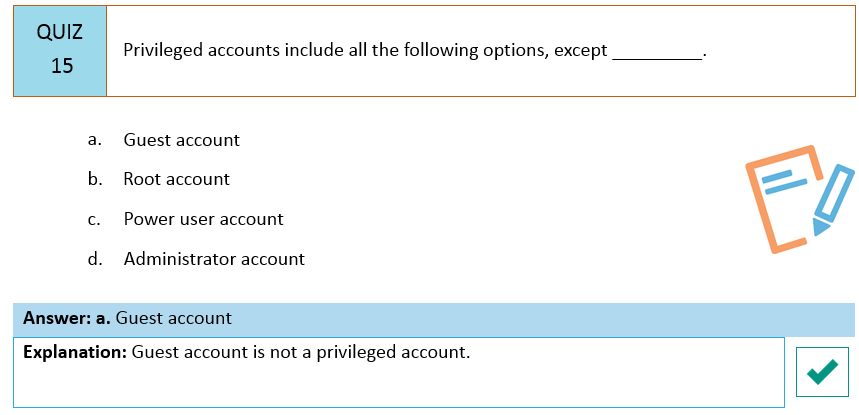 QUIZ
15
Privileged accounts include all the following options, except __________.
a. Guest account
b. Root account
c. Power user account
d. Administrator account
Answer: a. Guest account
Explanation: Guest account is not a privileged account.